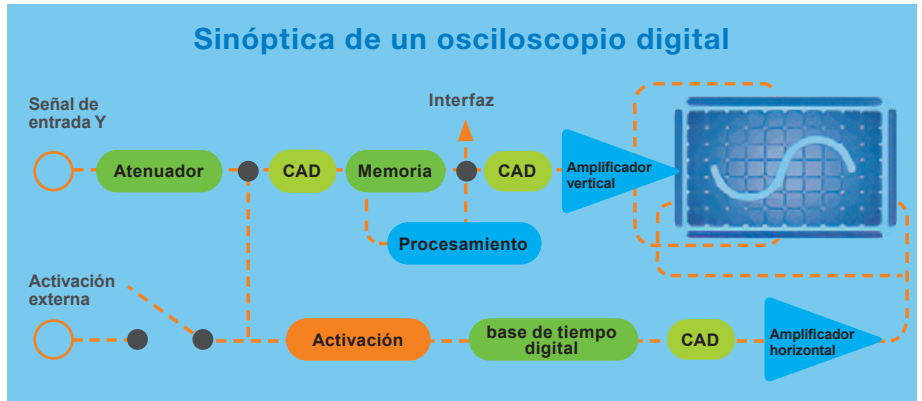 Sinóptica de un osciloscopio digital
Señal de
entrada Y
Interfaz
Atenuador
CAD
Memoria
CAD
Amplificador
vertical
Procesamiento
Activación
externa
Activación
base de tiempo
digital
CAD
Amplificador
horizontal